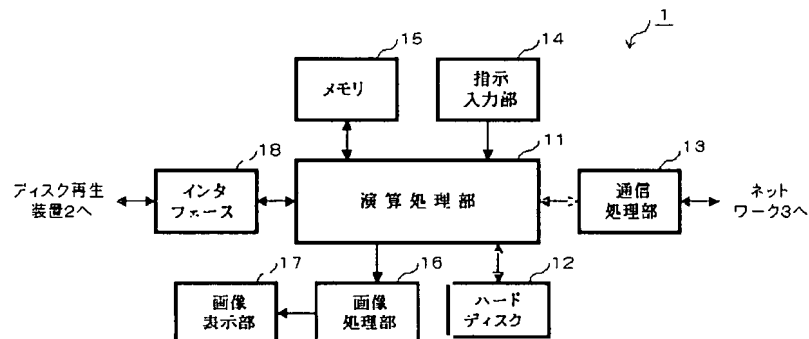 1
15
14
メモリ
指示
入力部
11
18
13
ディスク再生
装置2へ
インタ
フェース
演算処理部
通信
処理部
ネット
ワーク3へ
17
16
12
画像
表示部
画像
処理部
ハード
ディスク